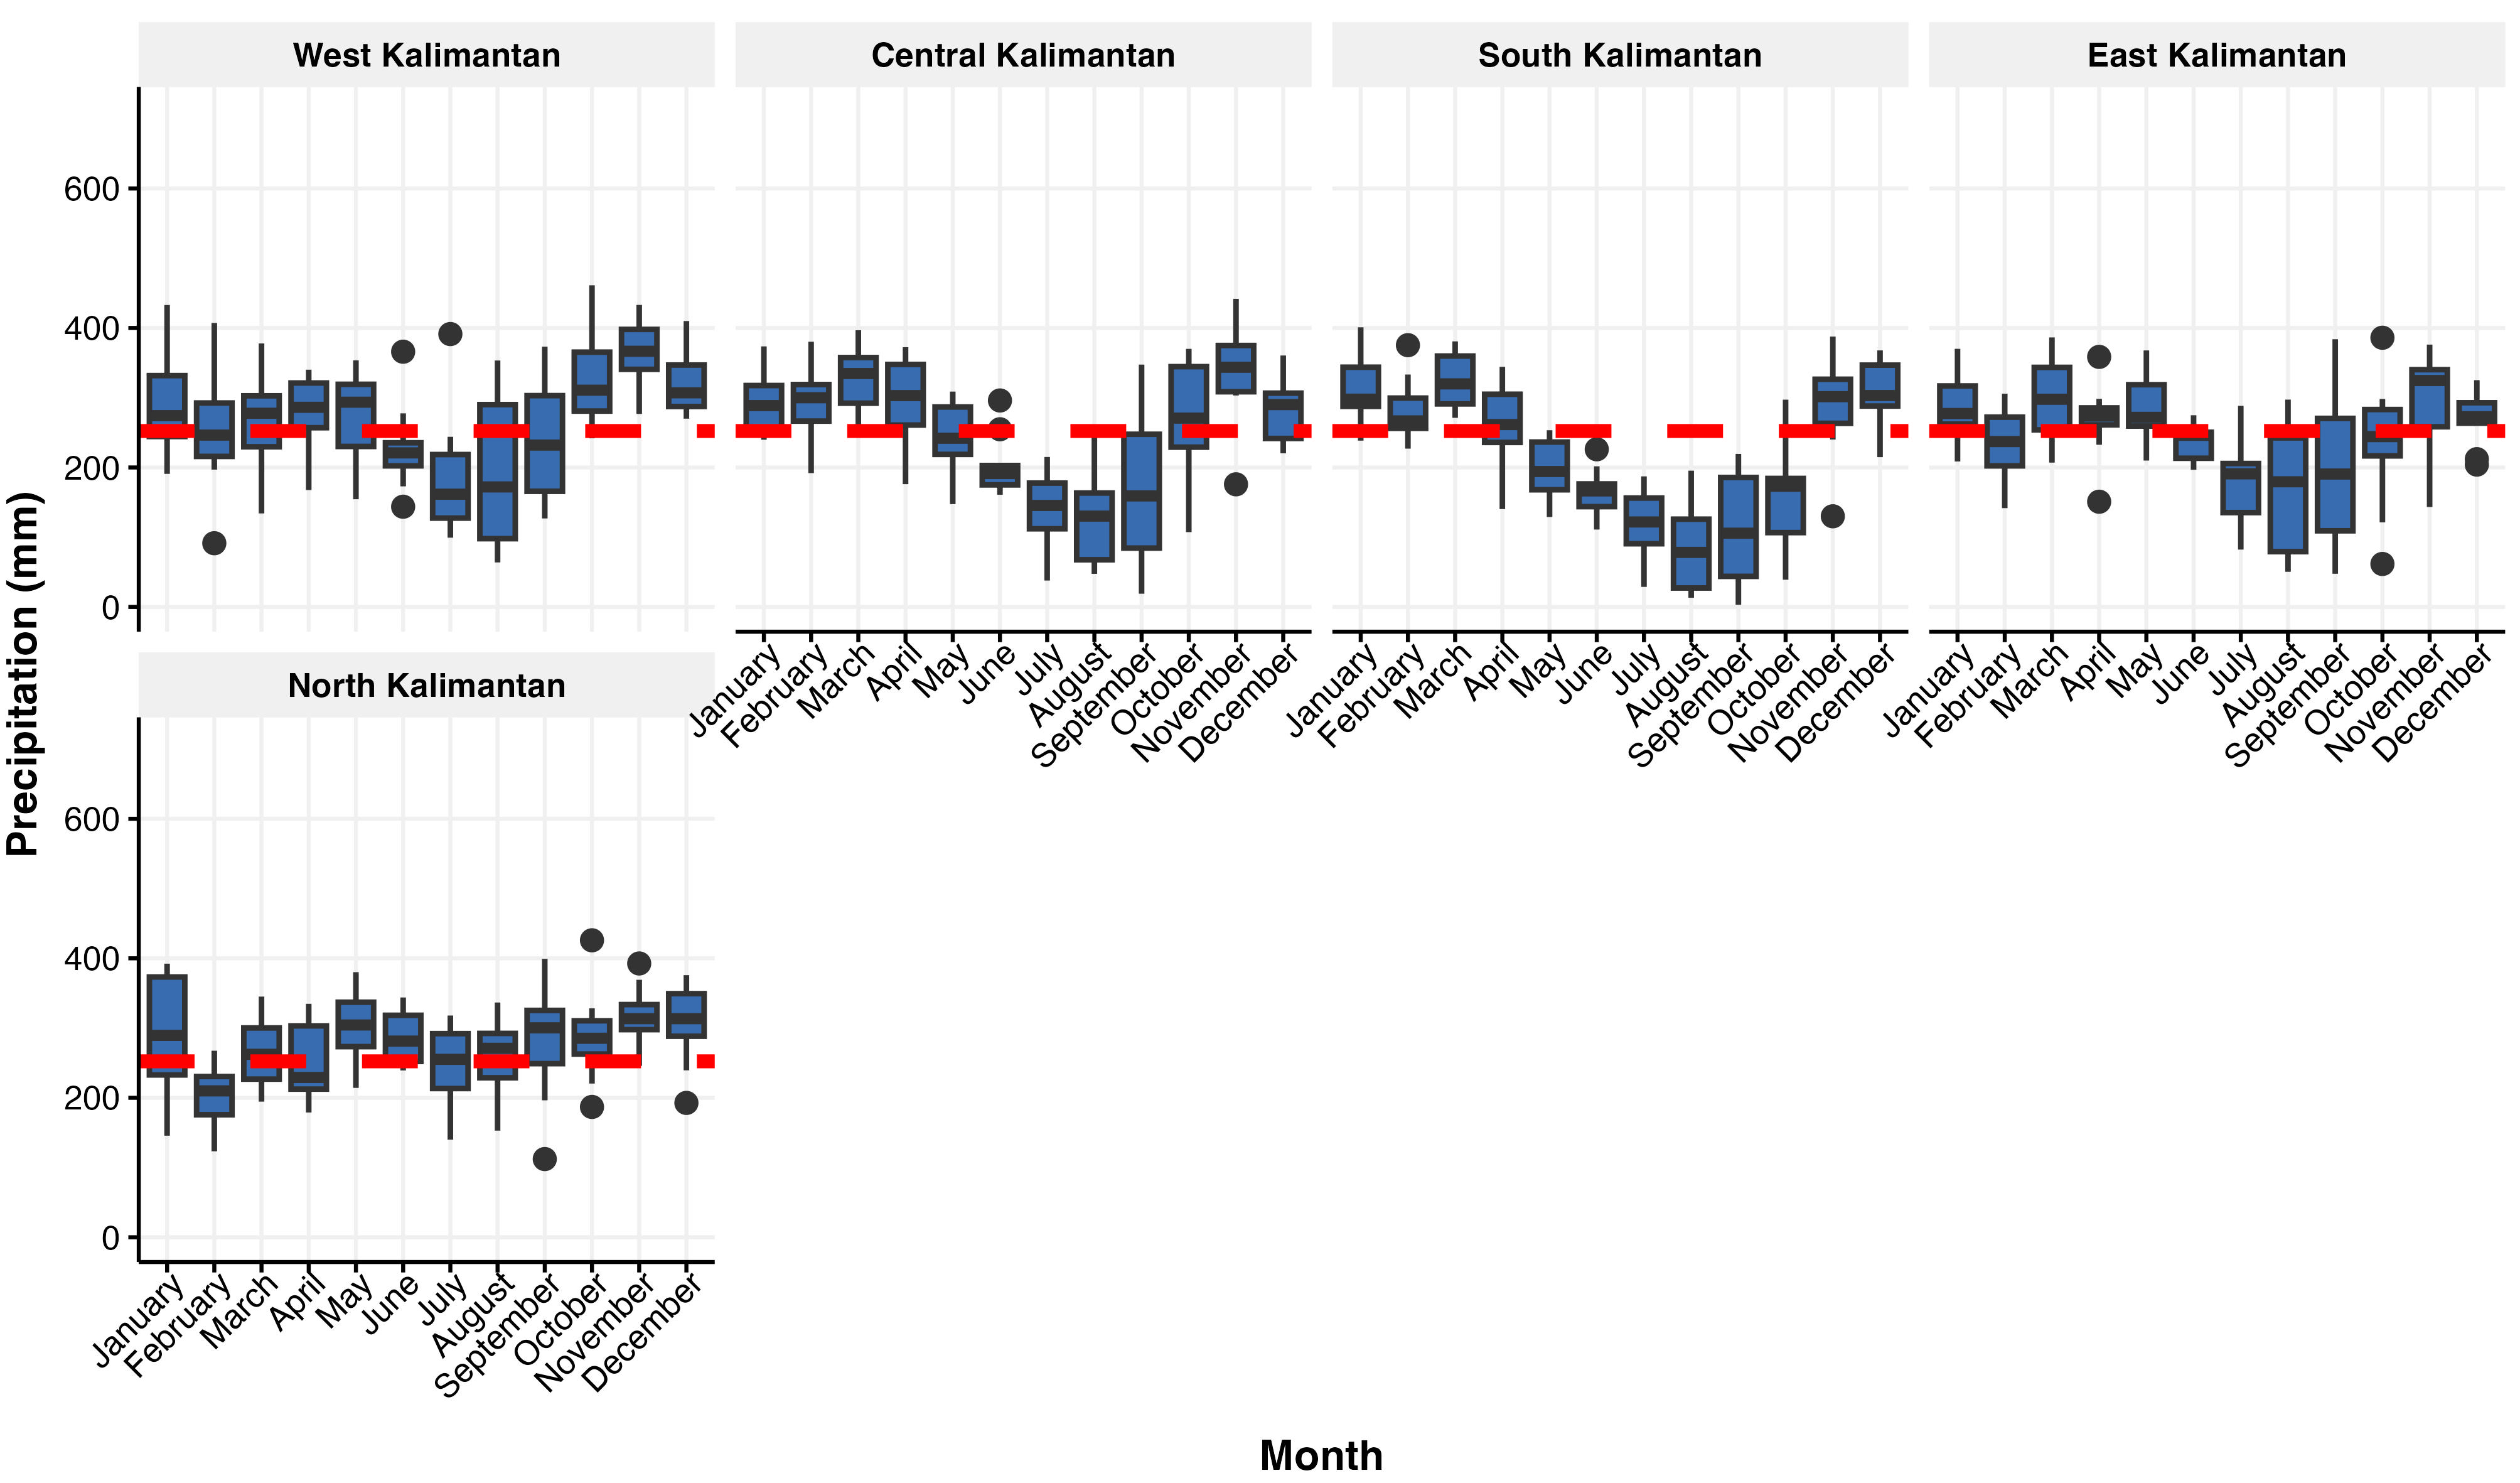 West Kalimantan
Central Kalimantan
South Kalimantan
East Kalimantan
600
400
200
0
January
February
March
April
May
June
July
August
September
October
November
December
January
February
March
April
May
June
July
August
September
October
November
December
January
February
March
April
May
June
July
August
September
October
November
December
North Kalimantan
600
400
200
0
January
February
March
April
May
June
July
August
September
October
November
December
Precipitation (mm)
Month